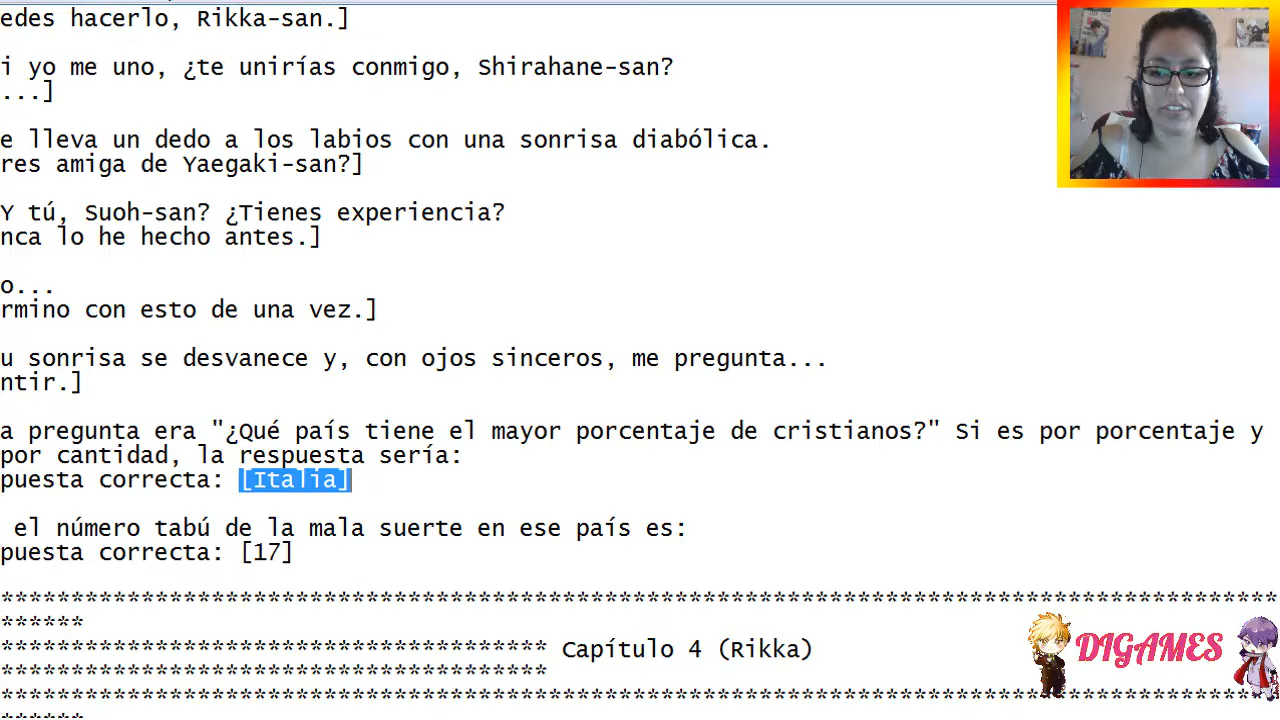 edes hacerlo, Rikka-san.]
i yo me uno, ¿te unirías conmigo, Shirahane-san?
...]
e lleva un dedo a los labios con una sonrisa diabólica.
res amiga de Yaegaki-san?]
Y tú, Suoh-san? ¿Tienes experiencia?
nca lo he hecho antes.]
o...
rmino con esto de una vez.]
u sonrisa se desvanece y, con ojos sinceros, me pregunta...
ntir.]
a pregunta era "¿Qué país tiene el mayor porcentaje de cristianos?" Si es por porcentaje y
por cantidad, la respuesta sería:
puesta correcta: [Italia]
el número tabú de la mala suerte en ese país es:
puesta correcta: [17]
*******************************************************************************************
******
*************************************** Capítulo 4 (Rikka)
***************************************
*******************************************************************************************
******
DIGAMES